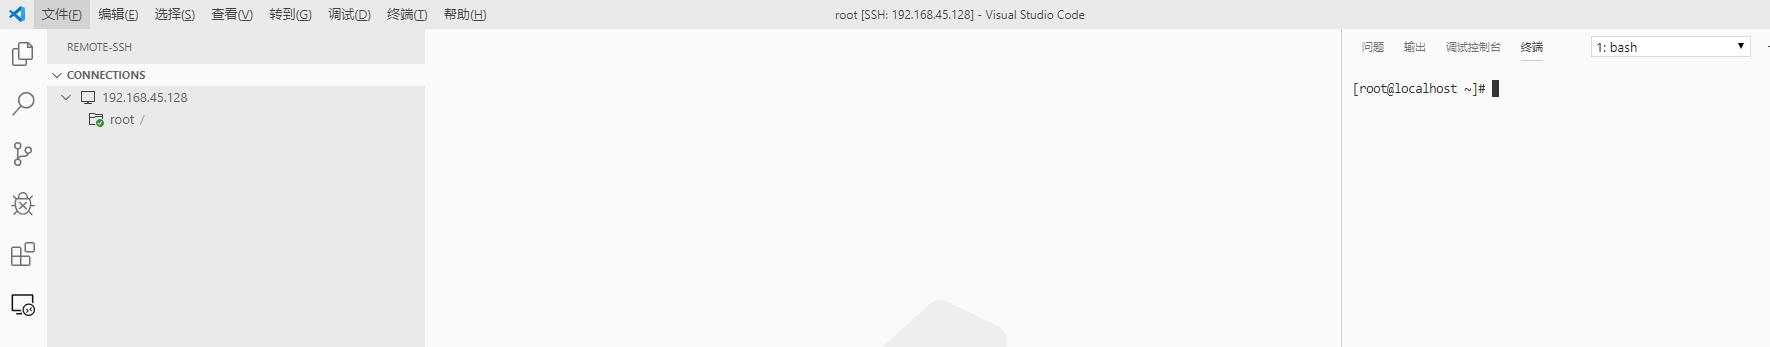 文件(F) 编辑(E) 选择(S) 查看(V) 转到(G) 调试(D) 终端(T) 帮助(H) root [SSH: 192.168.45.128] - Visual Studio Code
REMOTE-SSH
CONNECTIONS
192.168.45.128
root /
问题 输出 调试控制台 终端 1: bash
[root@localhost ~]#